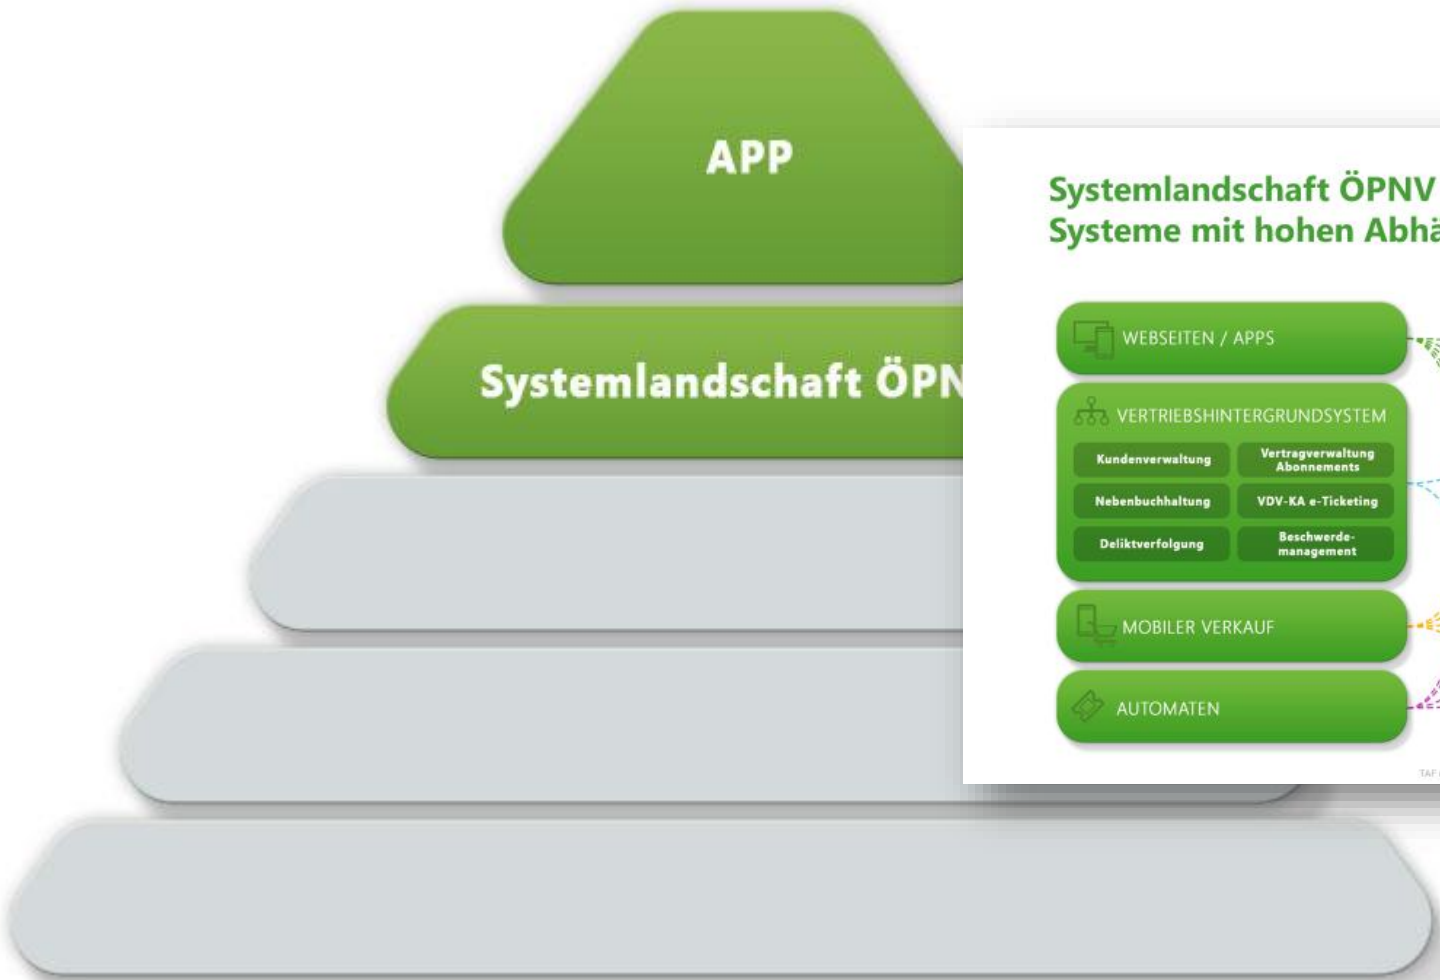 APP
Systemlandschaft ÖPN
Systemlandschaft ÖPNV
Systeme mit hohen Abhä
WEBSEITEN / APPS
VERTRIEBSHINTERGRUNDSYSTEM
Kundenverwaltung
Vertragverwaltung
Abonnements
Nebenbuchhaltung
VDV-KA e-Ticketing
Deliktverfolgung
Beschwerde-
management
MOBILER VERKAUF
AUTOMATEN
TAF